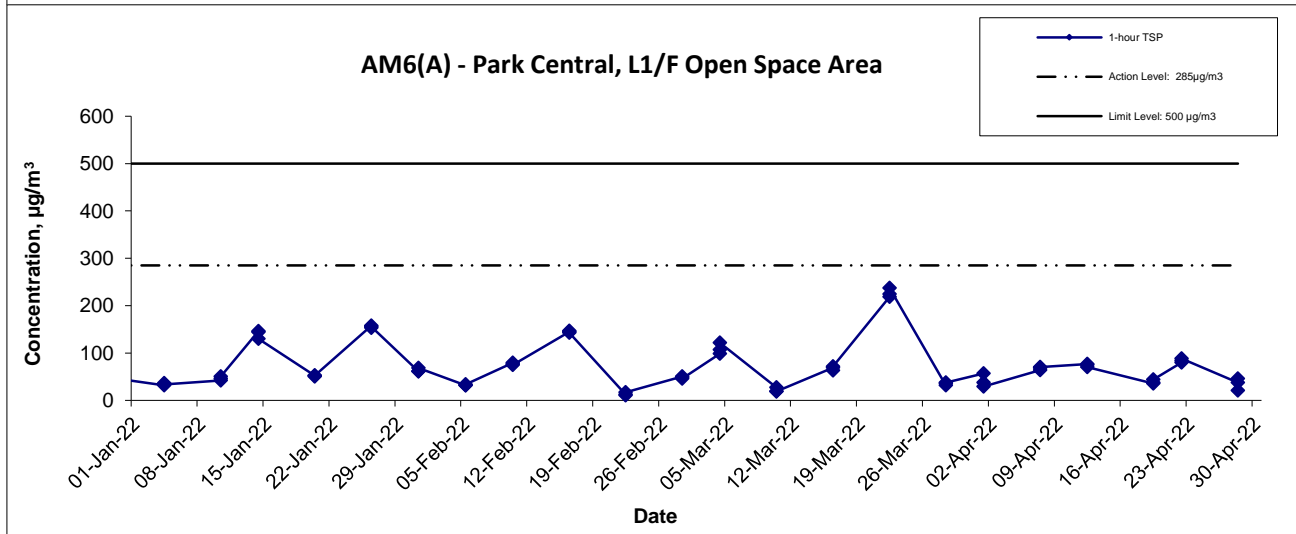 1-hour TSP
Action Level: 285µg/m3
Limit Level: 500 µg/m3
AM6(A) - Park Central, L1/F Open Space Area
Concentration, µg/m³
600
500
400
300
200
100
0
01-Jan-22
08-Jan-22
15-Jan-22
22-Jan-22
29-Jan-22
05-Feb-22
12-Feb-22
19-Feb-22
26-Feb-22
05-Mar-22
12-Mar-22
19-Mar-22
26-Mar-22
02-Apr-22
09-Apr-22
16-Apr-22
23-Apr-22
30-Apr-22
Date